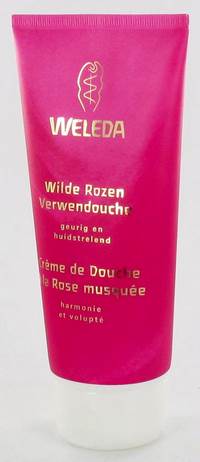 WELEDA
Wilde Rozen
Verwendouche
geurig en
huidstrelend
Crème de Douche
la Rose musquée
harmonie
et volupté